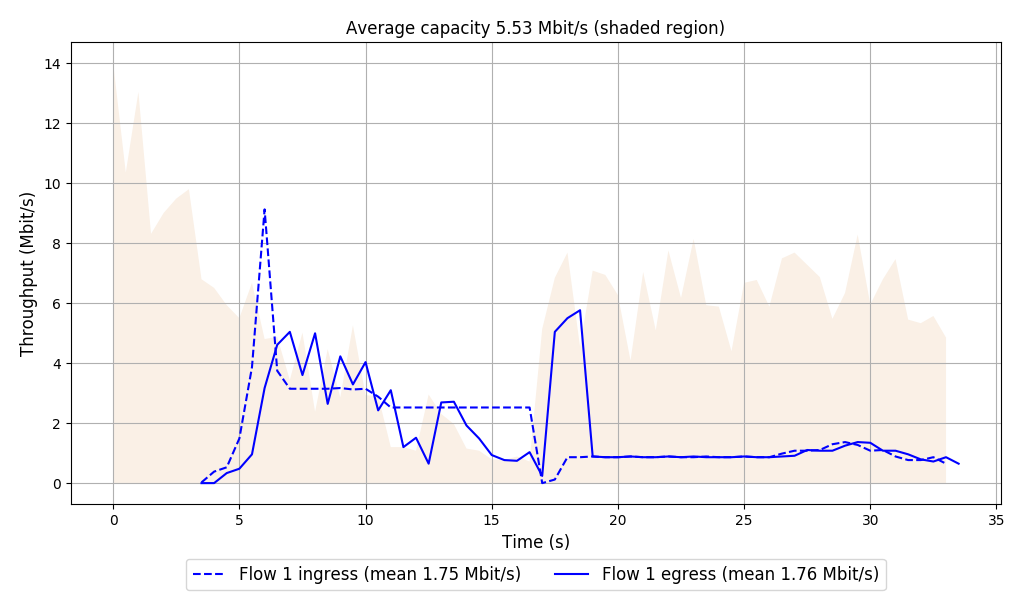 Average capacity 5.53 Mbit/s (shaded region)
Throughput (Mbit/s)
14
12
10
8
6
4
2
0
0 5 10 15 20 25 30 35
Time (s)
Flow 1 ingress (mean 1.75 Mbit/s) Flow 1 egress (mean 1.76 Mbit/s)